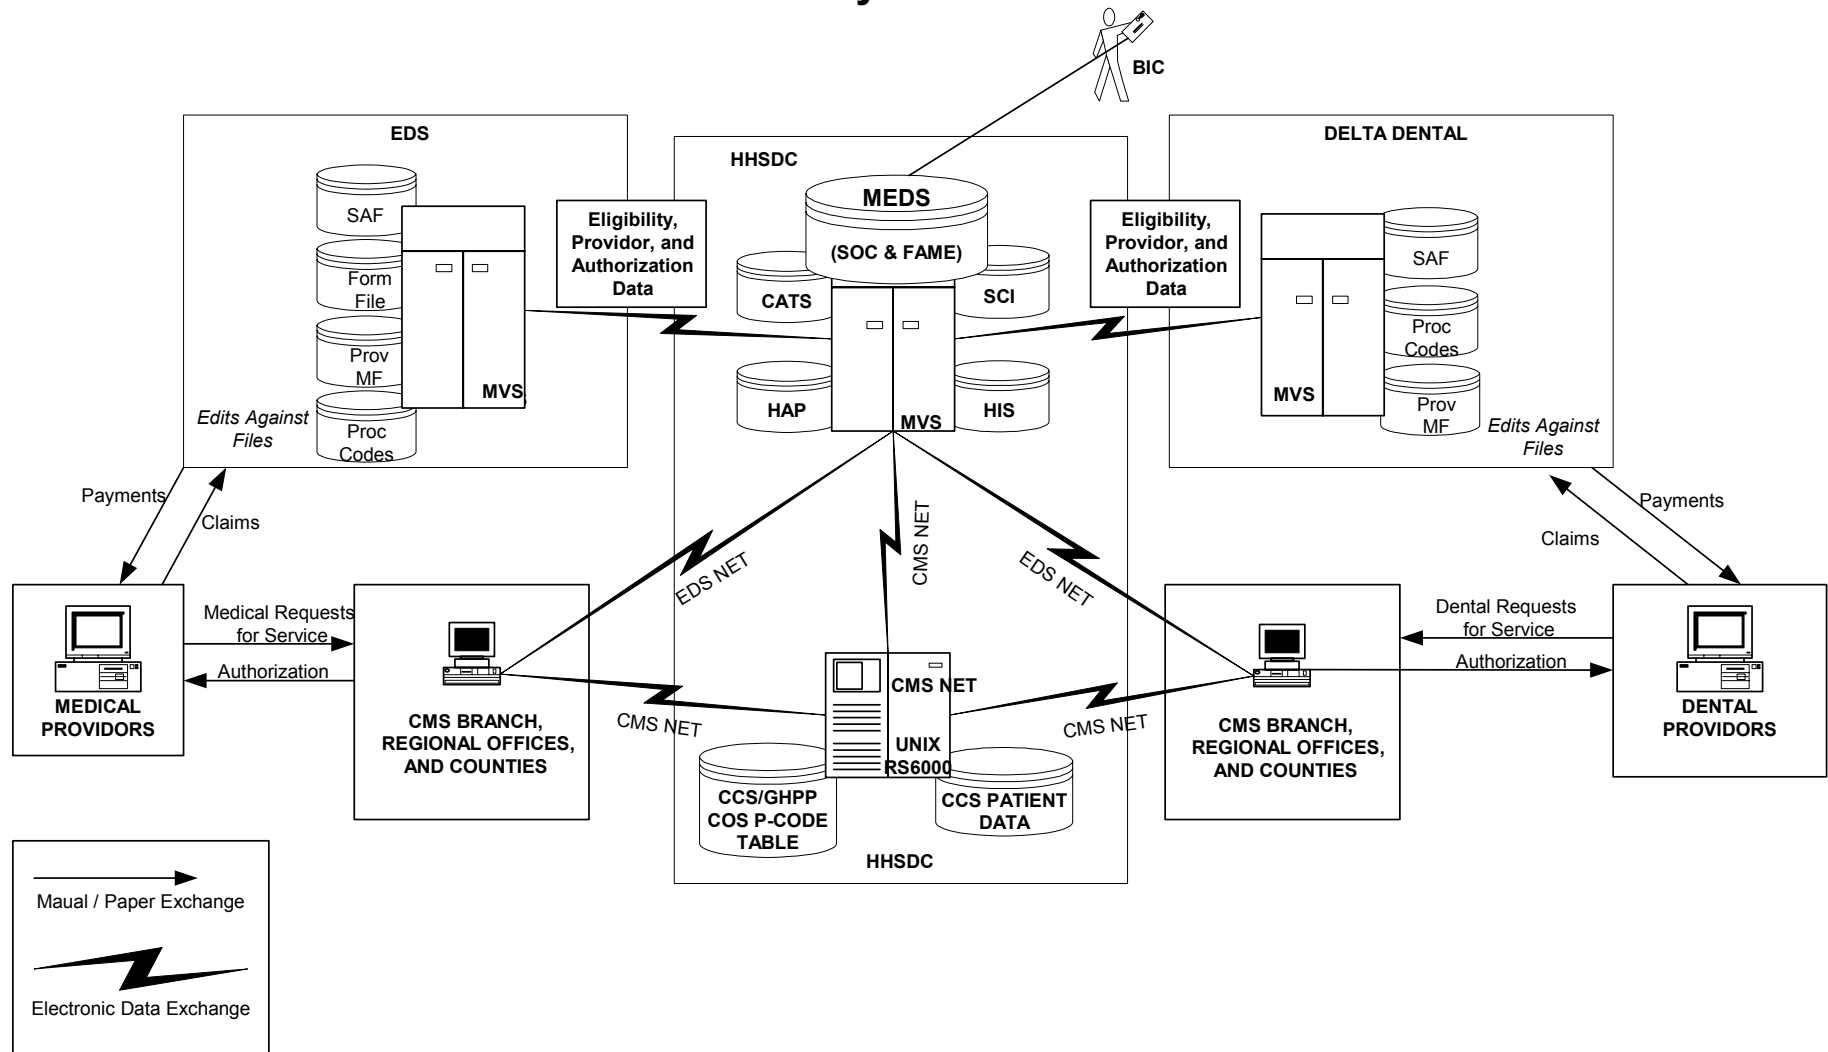 BIC
EDS
SAF
Form
File
Prov
MF
Proc
Codes
MVS
Edits Against
Files
Eligibility,
Providor, and
Authorization
Data
HHSDC
MEDS
(SOC & FAME)
CATS
SCI
HAP
HIS
MVS
Eligibility,
Providor, and
Authorization
Data
DELTA DENTAL
SAF
Proc
Codes
Prov
MF
MVS
Edits Against
Files
Payments
Claims
EDS NET
CMS NET
EDS NET
Claims
Payments
MEDICAL
PROVIDORS
Medical Requests
for Service
Authorization
CMS BRANCH,
REGIONAL OFFICES,
AND COUNTIES
CMS NET
CMS NET
UNIX
RS6000
CCS/GHPP
COS P-CODE
TABLE
CCS PATIENT
DATA
HHSDC
CMS NET
CMS BRANCH,
REGIONAL OFFICES,
AND COUNTIES
Dental Requests
for Service
Authorization
DENTAL
PROVIDORS
Maual / Paper Exchange
Electronic Data Exchange